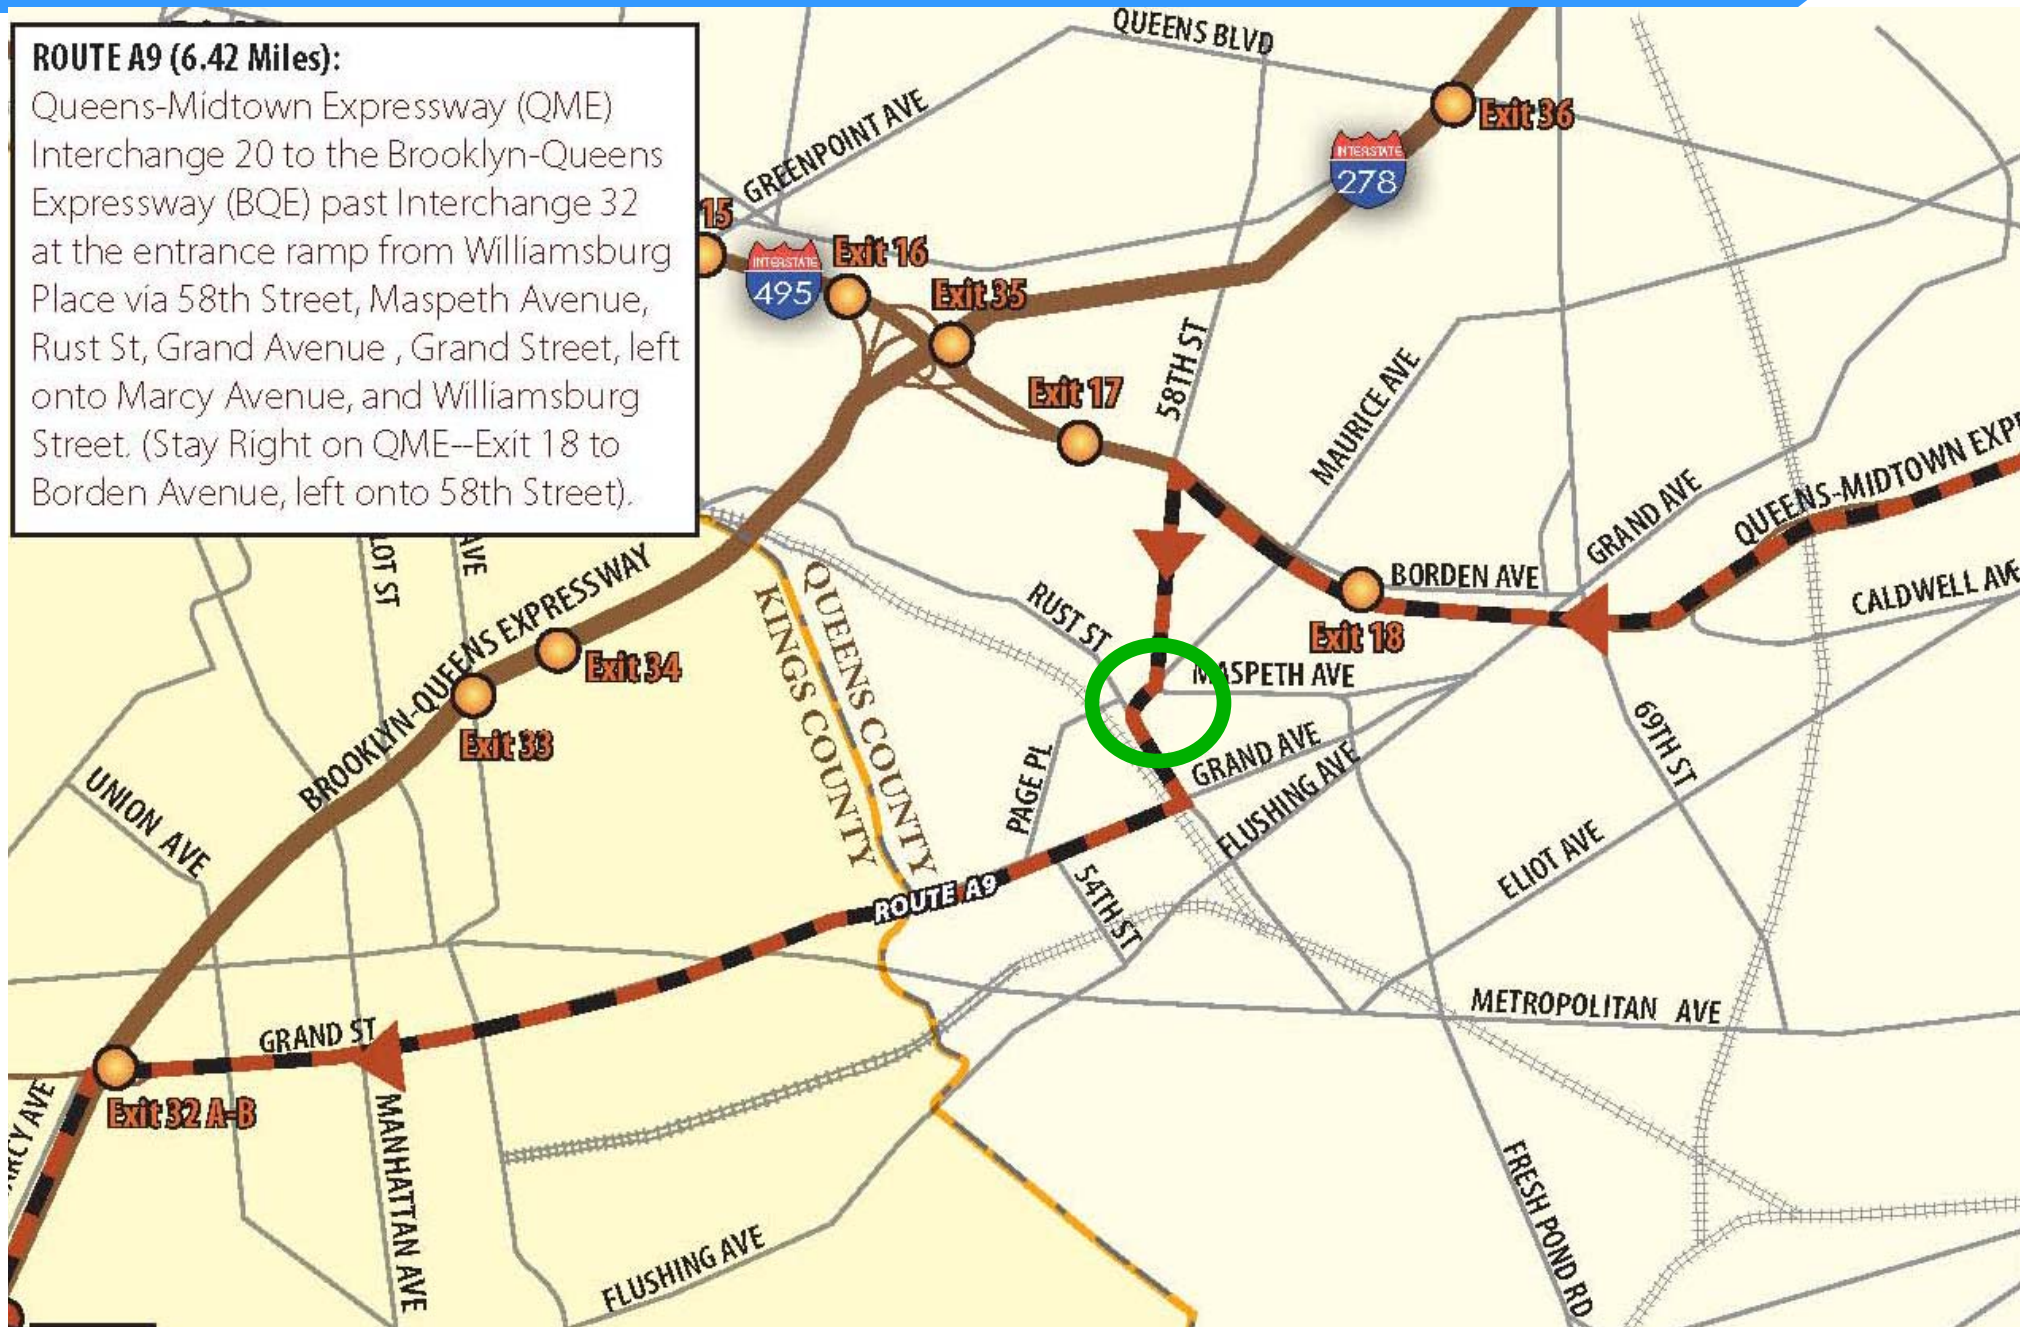 ROUTE A9 (6.42 Miles):
Queens-Midtown Expressway (QME)
Interchange 20 to the Brooklyn-Queens
Expressway (BQE) past Interchange 32
at the entrance ramp from Williamsburg
Place via 58th Street, Maspeth Avenue,
Rust St, Grand Avenue , Grand Street, left
onto Marcy Avenue, and Williamsburg
Street. (Stay Right on QME--Exit 18 to
Borden Avenue, left onto 58th Street).
QUEENS BLVD
Exit 36
GREENPOINT AVE
INTERSTATE
278
15
INTERSTATE
495
Exit 16
Exit 35
58TH ST
Exit 17
MAURICE AVE
GRAND AVE
QUEENS-MIDTOWN EXP
BORDEN AVE
CALDWELL AVE
Exit 18
LOT ST
AVE
BROOKLYN-QUEENS EXPRESSWAY
QUEENS COUNTY
KINGS COUNTY
RUST ST
MASPETH AVE
Exit 34
Exit 33
69TH ST
GRAND AVE
PAGE PL
FLUSHING AVE
UNION AVE
ELIOT AVE
54TH ST
ROUTE A9
METROPOLITAN AVE
GRAND ST
Exit 32 A-B
RCY AVE
MANHATTAN AVE
FRESH POND RD
FLUSHING AVE